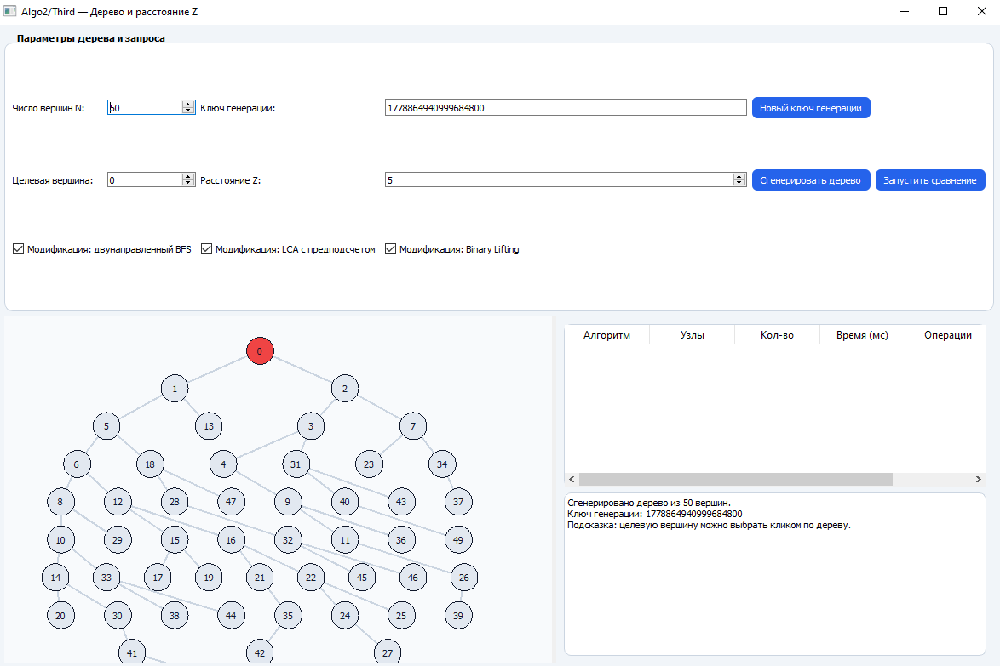 Algo2/Third — Дерево и расстояние Z
Параметры дерева и запроса
Число вершин N: 50 Ключ генерации: 1778864940999684800 Новый ключ генерации
Целевая вершина: 0 Расстояние Z: 5 Сгенерировать дерево Запустить сравнение
Модификация: двунаправленный BFS Модификация: LCA с предподсчетом Модификация: Binary Lifting
Алгоритм Узлы Кол-во Время (мс) Операции
0
1 2
5 13 3 7
6 18 4 31 23 34
8 12 28 47 9 40 43 37
10 29 15 16 32 11 36 49
14 33 17 19 21 22 45 46 26
20 30 38 44 35 24 25 39
41 42 27
Сгенерировано дерево из 50 вершин.
Ключ генерации: 1778864940999684800
Подсказка: целевую вершину можно выбрать кликом по дереву.